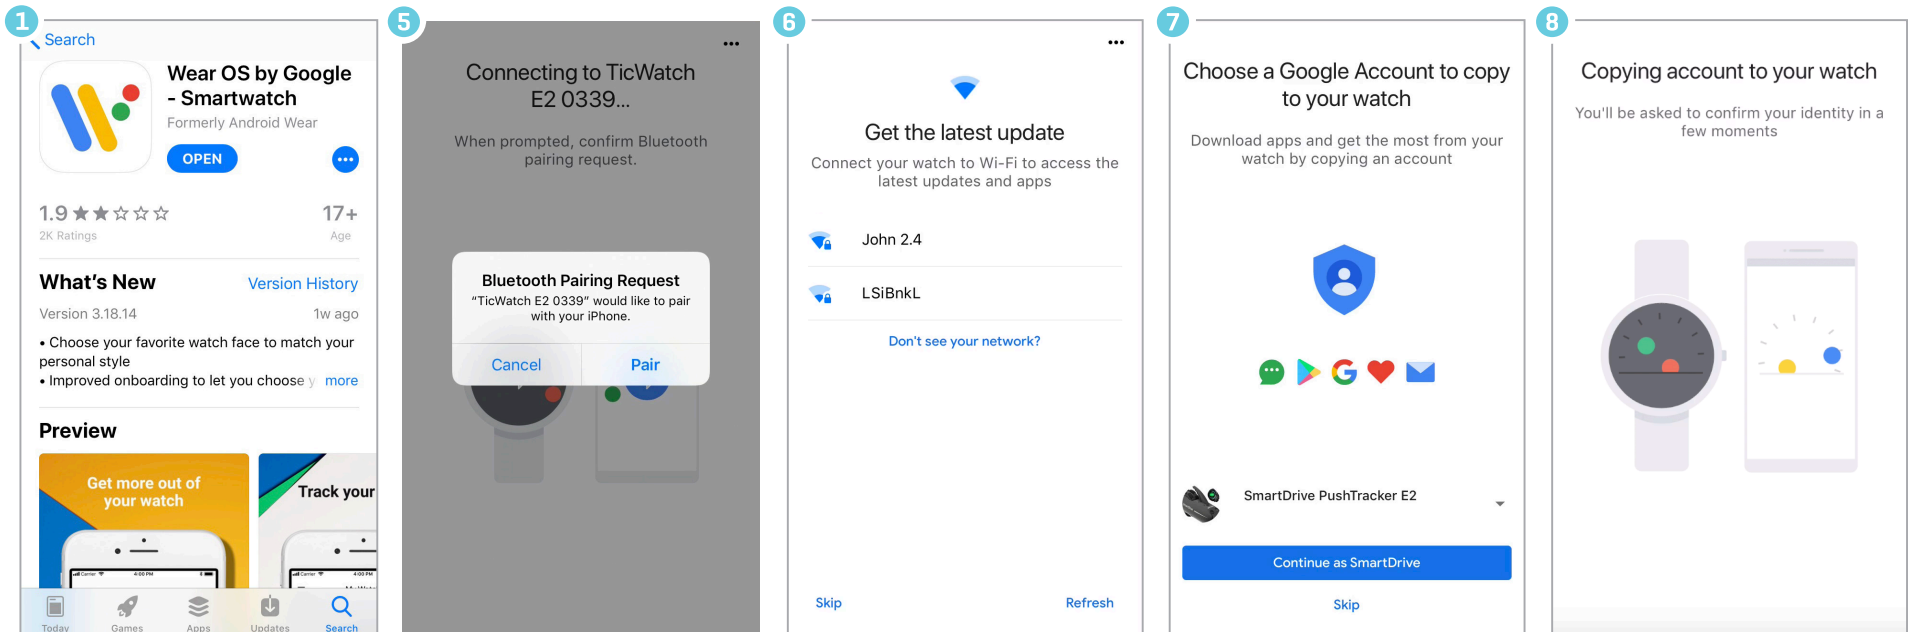 1
Search
Wear OS by Google
- Smartwatch
Formerly Android Wear
OPEN
1.9
17+
2K Ratings
Age
What's New
Version History
Version 3.18.14
1w ago
• Choose your favorite watch face to match your
personal style
• Improved onboarding to let you choose y more
Preview
Get more out of
your watch
Track your
Carrier
4:00 PM
Carrier
4:00 PM
Today
Games
Apps
Updates
Search
5
Connecting to TicWatch
E2 0339...
When prompted, confirm Bluetooth
pairing request.
Bluetooth Pairing Request
“TicWatch E2 0339” would like to pair
with your iPhone.
Cancel
Pair
6
Get the latest update
Connect your watch to Wi-Fi to access the
latest updates and apps
John 2.4
LSiBnkL
Don't see your network?
Skip
Refresh
7
Choose a Google Account to copy
to your watch
Download apps and get the most from your
watch by copying an account
SmartDrive PushTracker E2
Continue as SmartDrive
Skip
8
Copying account to your watch
You'll be asked to confirm your identity in a
few moments